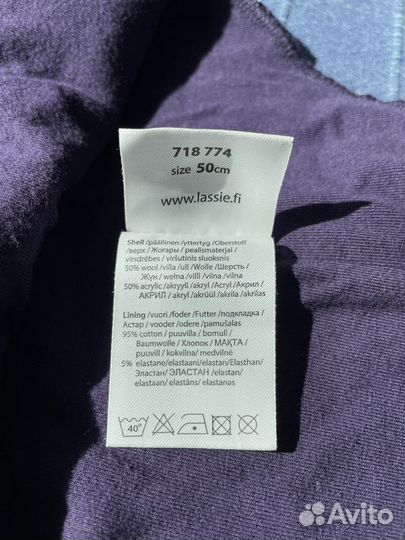 718 774
size 50cm
www.lassie.fi
Shell/päällinen /yttertyg/Oberstoff
/верх/ Жоғары /pealismaterjal/
virsdrēbes/ viršutinis sluoksnis
50% wool/villa/ull /Wolle/Шерсть/
Жүн / wełna /villi /vilna /vilna
50% acrylic /akryyli /akryl /Acryl /Акрил /
АКРИЛ /akryl /akrüül /akrila /akrilas
Lining /vuori /foder /Futter /подкладка /
Астар / vooder /odere /pamušalas
95% cotton /puuvilla / bomull /
Baumwolle / Хлопок / МАҚТА /
puuvill / kokvilna / medvilnė
5% elastane/elastaani/elastan/Elasthan/
Эластан/ ЭЛАСТАН /elastan/
elastaan/ elastāns/ elastanas
40°
Avito